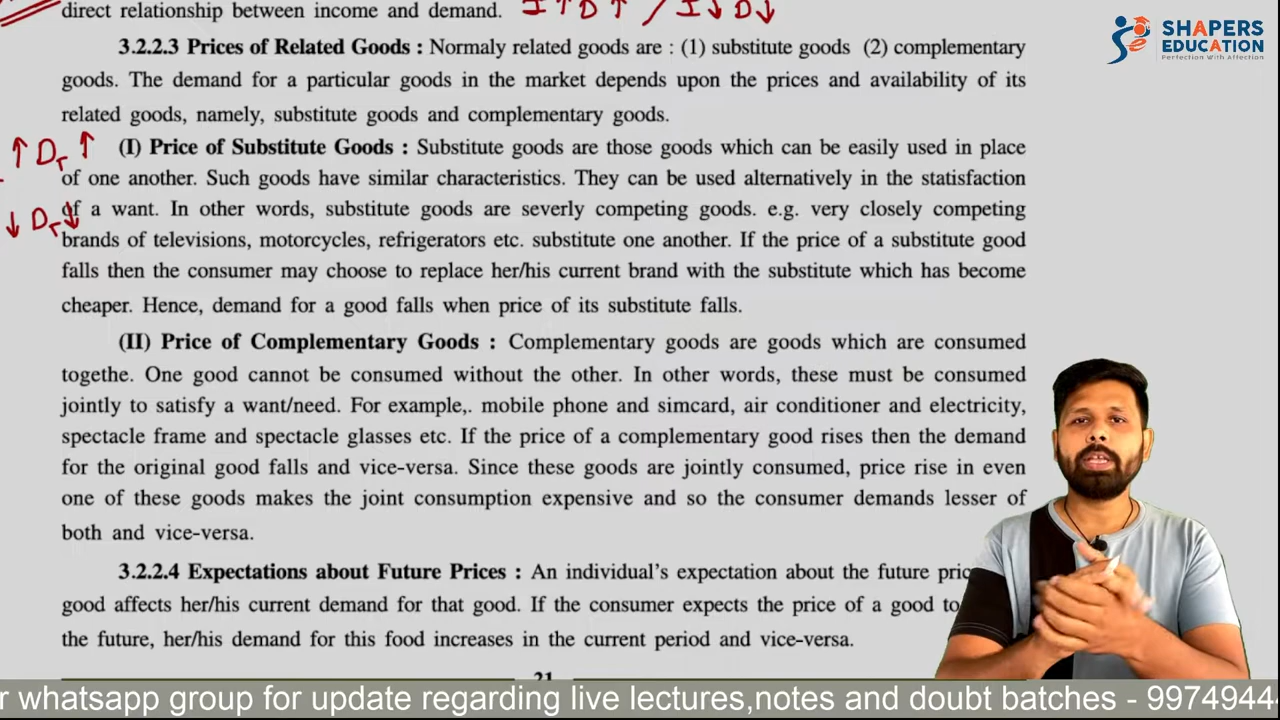 direct relationship between income and demand. I ↑ D ↑ / I ↓ D ↓
SHAPERS
EDUCATION
Perfection With Affection
3.2.2.3 Prices of Related Goods : Normaly related goods are : (1) substitute goods (2) complementary
goods. The demand for a particular goods in the market depends upon the prices and availability of its
related goods, namely, substitute goods and complementary goods.
↑ Dr ↑
(I) Price of Substitute Goods : Substitute goods are those goods which can be easily used in place
of one another. Such goods have similar characteristics. They can be used alternatively in the statisfaction
↓ Dr ↓
of a want. In other words, substitute goods are severly competing goods. e.g. very closely competing
brands of televisions, motorcycles, refrigerators etc. substitute one another. If the price of a substitute good
falls then the consumer may choose to replace her/his current brand with the substitute which has become
cheaper. Hence, demand for a good falls when price of its substitute falls.
(II) Price of Complementary Goods : Complementary goods are goods which are consumed
togethe. One good cannot be consumed without the other. In other words, these must be consumed
jointly to satisfy a want/need. For example,. mobile phone and simcard, air conditioner and electricity,
spectacle frame and spectacle glasses etc. If the price of a complementary good rises then the demand
for the original good falls and vice-versa. Since these goods are jointly consumed, price rise in even
one of these goods makes the joint consumption expensive and so the consumer demands lesser of
both and vice-versa.
3.2.2.4 Expectations about Future Prices : An individual's expectation about the future pric
good affects her/his current demand for that good. If the consumer expects the price of a good to
the future, her/his demand for this food increases in the current period and vice-versa.
21
r whatsapp group for update regarding live lectures,notes and doubt batches - 9974944